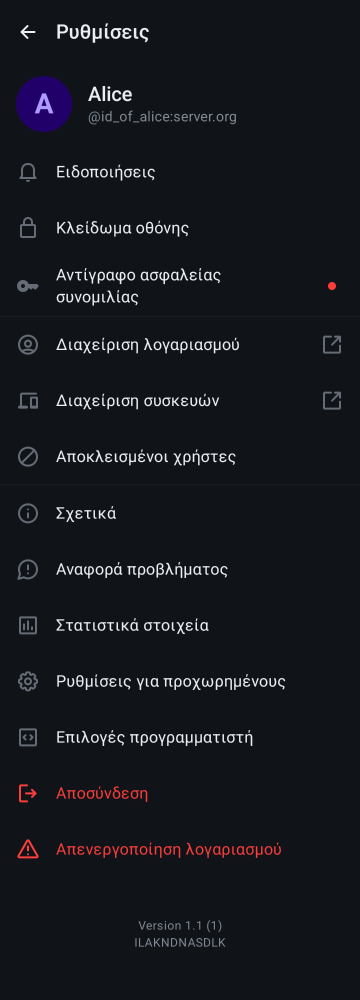 Ρυθμίσεις
A
Alice
@id_of_alice:server.org
Ειδοποιήσεις
Κλείδωμα οθόνης
Αντίγραφο ασφαλείας
συνομιλίας
Διαχείριση λογαριασμού
Διαχείριση συσκευών
Αποκλεισμένοι χρήστες
Σχετικά
Αναφορά προβλήματος
Στατιστικά στοιχεία
Ρυθμίσεις για προχωρημένους
Επιλογές προγραμματιστή
Αποσύνδεση
Απενεργοποίηση λογαριασμού
Version 1.1 (1)
ILAKNDNASDLK